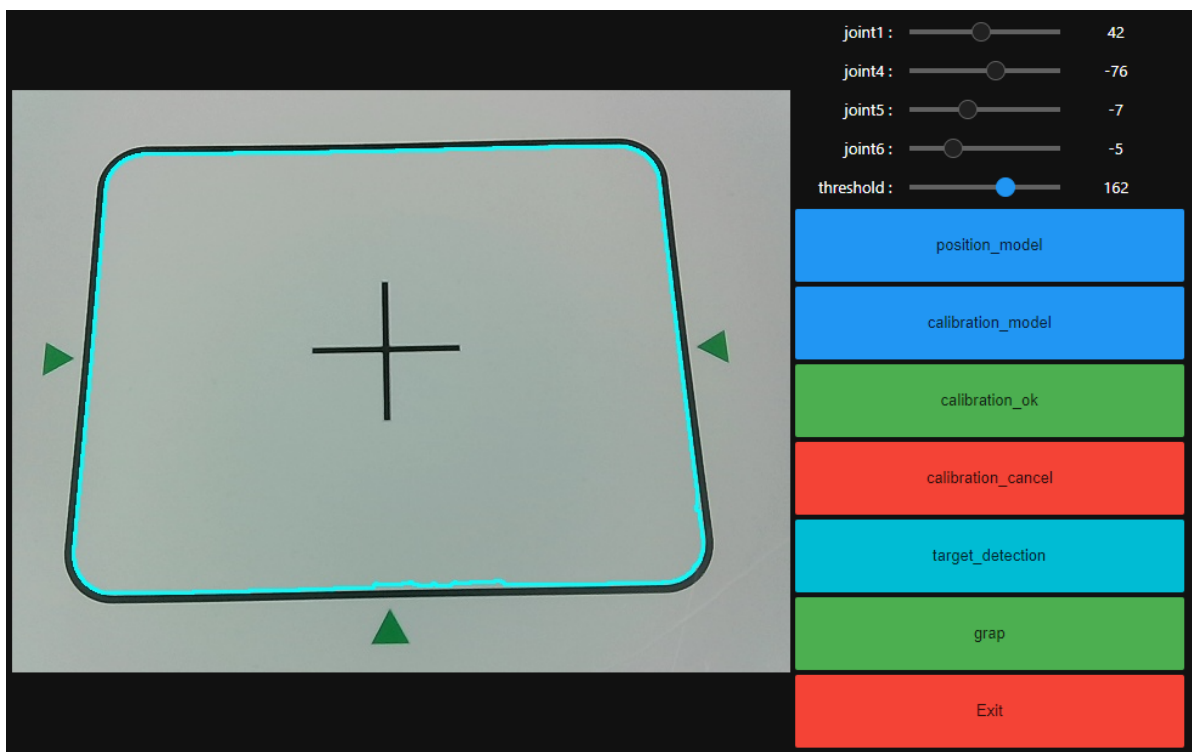 joint1 : 42
joint4 : -76
joint5 : -7
joint6 : -5
threshold : 162
position_model
calibration_model
calibration_ok
calibration_cancel
target_detection
grap
Exit